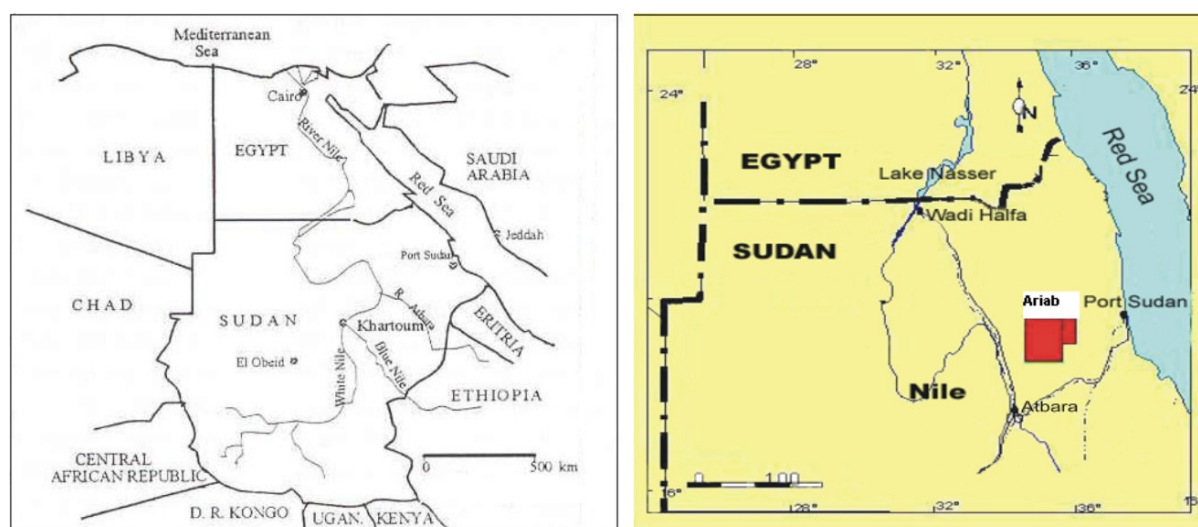 Mediterranean
Sea
Cairo
River Nile
LIBYA
EGYPT
SAUDI
ARABIA
Red Sea
Jeddah
Port Sudan
CHAD
SUDAN
R. Atbara
Khartoum
ERITRIA
El Obeid
White Nile
Blue Nile
ETHIOPIA
CENTRAL
AFRICAN REPUBLIC
0 500 km
D. R. KONGO
UGAN.
KENYA
28° 32° 36°
24° 24°
N
Red Sea
EGYPT
Lake Nasser
Wadi Halfa
SUDAN
Ariab
Port Sudan
Nile
Atbara
16°
28° 32° 36°